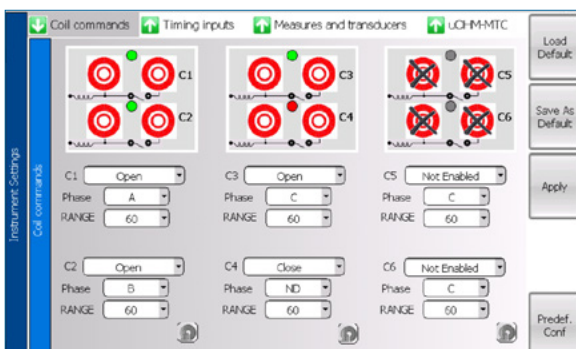 Coil commands Timing inputs Measures and transducers uOHM-MTC
Load Default
Save As Default
Apply
Predef. Conf
Instrument Settings
Coil commands
C1 C3 C5
C2 C4 C6
C1 Open C3 Open C5 Not Enabled
Phase A Phase C Phase C
RANGE 60 RANGE 60 RANGE 60
C2 Open C4 Close C6 Not Enabled
Phase B Phase ND Phase C
RANGE 60 RANGE 60 RANGE 60